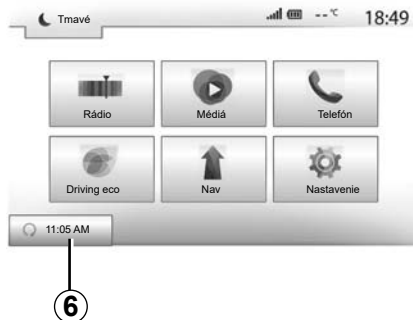 Tmavé
--°C 18:49
Rádio Médiá Telefón
Driving eco Nav Nastavenie
11:05 AM
6